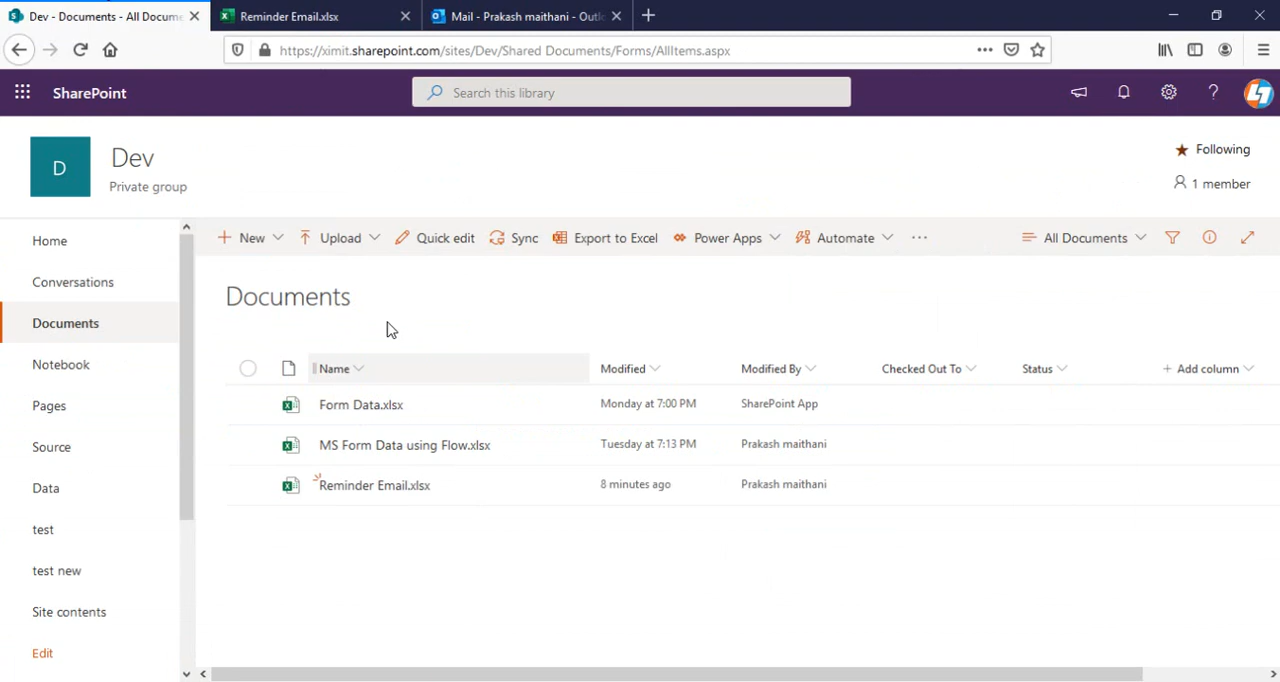 Dev - Documents - All Docume
Reminder Email.xlsx
Mail - Prakash maithani - Outlo
https://ximit.sharepoint.com/sites/Dev/Shared Documents/Forms/AllItems.aspx
SharePoint
Search this library
D
Dev
Private group
Following
1 member
Home
Conversations
Documents
Notebook
Pages
Source
Data
test
test new
Site contents
Edit
New
Upload
Quick edit
Sync
Export to Excel
Power Apps
Automate
All Documents
Documents
Name Modified Modified By Checked Out To Status + Add column
Form Data.xlsx Monday at 7:00 PM SharePoint App
MS Form Data using Flow.xlsx Tuesday at 7:13 PM Prakash maithani
Reminder Email.xlsx 8 minutes ago Prakash maithani